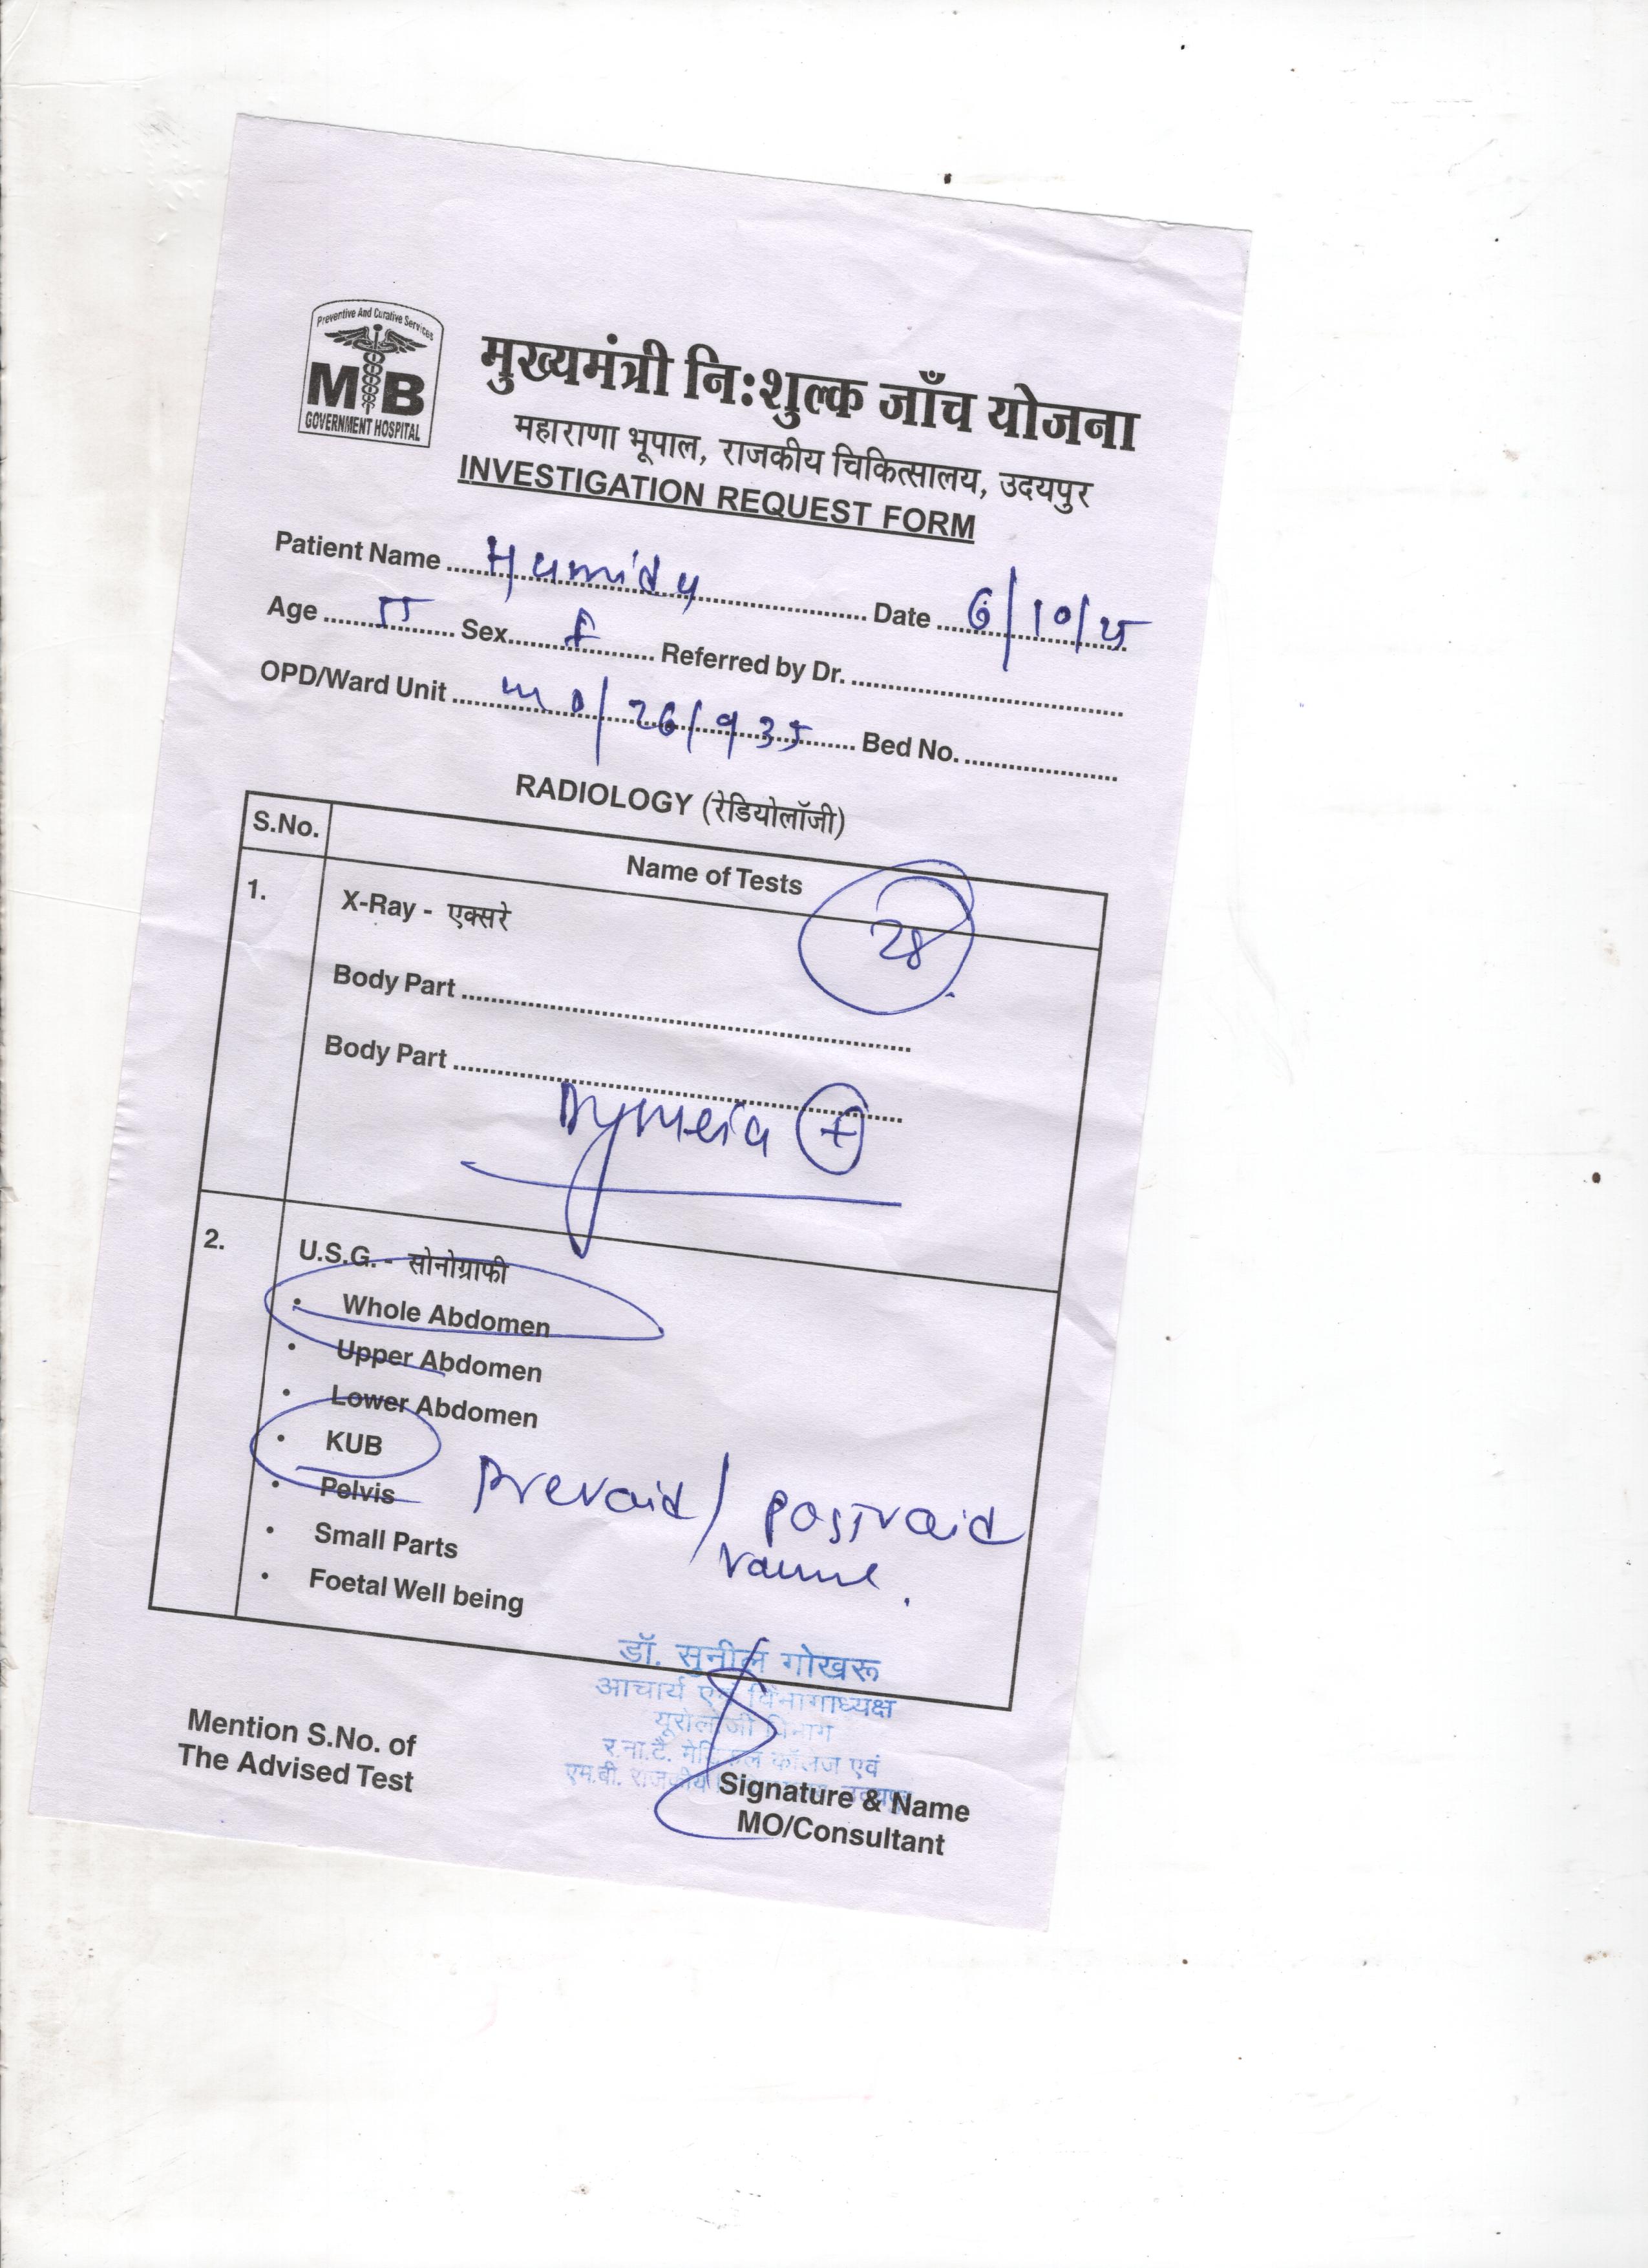 Preventive And Curative Services
MB
GOVERNMENT HOSPITAL
मुख्यमंत्री नि:शुल्क जाँच योजना
महाराणा भूपाल, राजकीय चिकित्सालय, उदयपुर
INVESTIGATION REQUEST FORM
Patient Name Humidy Date 6/10/25
Age 55 Sex f Referred by Dr.
OPD/Ward Unit m0/26/935 Bed No.
RADIOLOGY (रेडियोलॉजी)
S.No. Name of Tests
1. X-Ray - एक्सरे 28
Body Part
Body Part
+
2. U.S.G. - सोनोग्राफी
• Whole Abdomen
• Upper Abdomen
• Lower Abdomen
• KUB
• Pelvis Prevoid/ postvoid
• Small Parts
• Foetal Well being
डॉ. सुनील गोखरू
आचार्य एवं विभागाध्यक्ष
यूरोलॉजी विभाग
र.ना.टै. मेडिकल कॉलेज एवं
एम.बी. राजकीय उदयपुर
Mention S.No. of
The Advised Test
Signature & Name
MO/Consultant